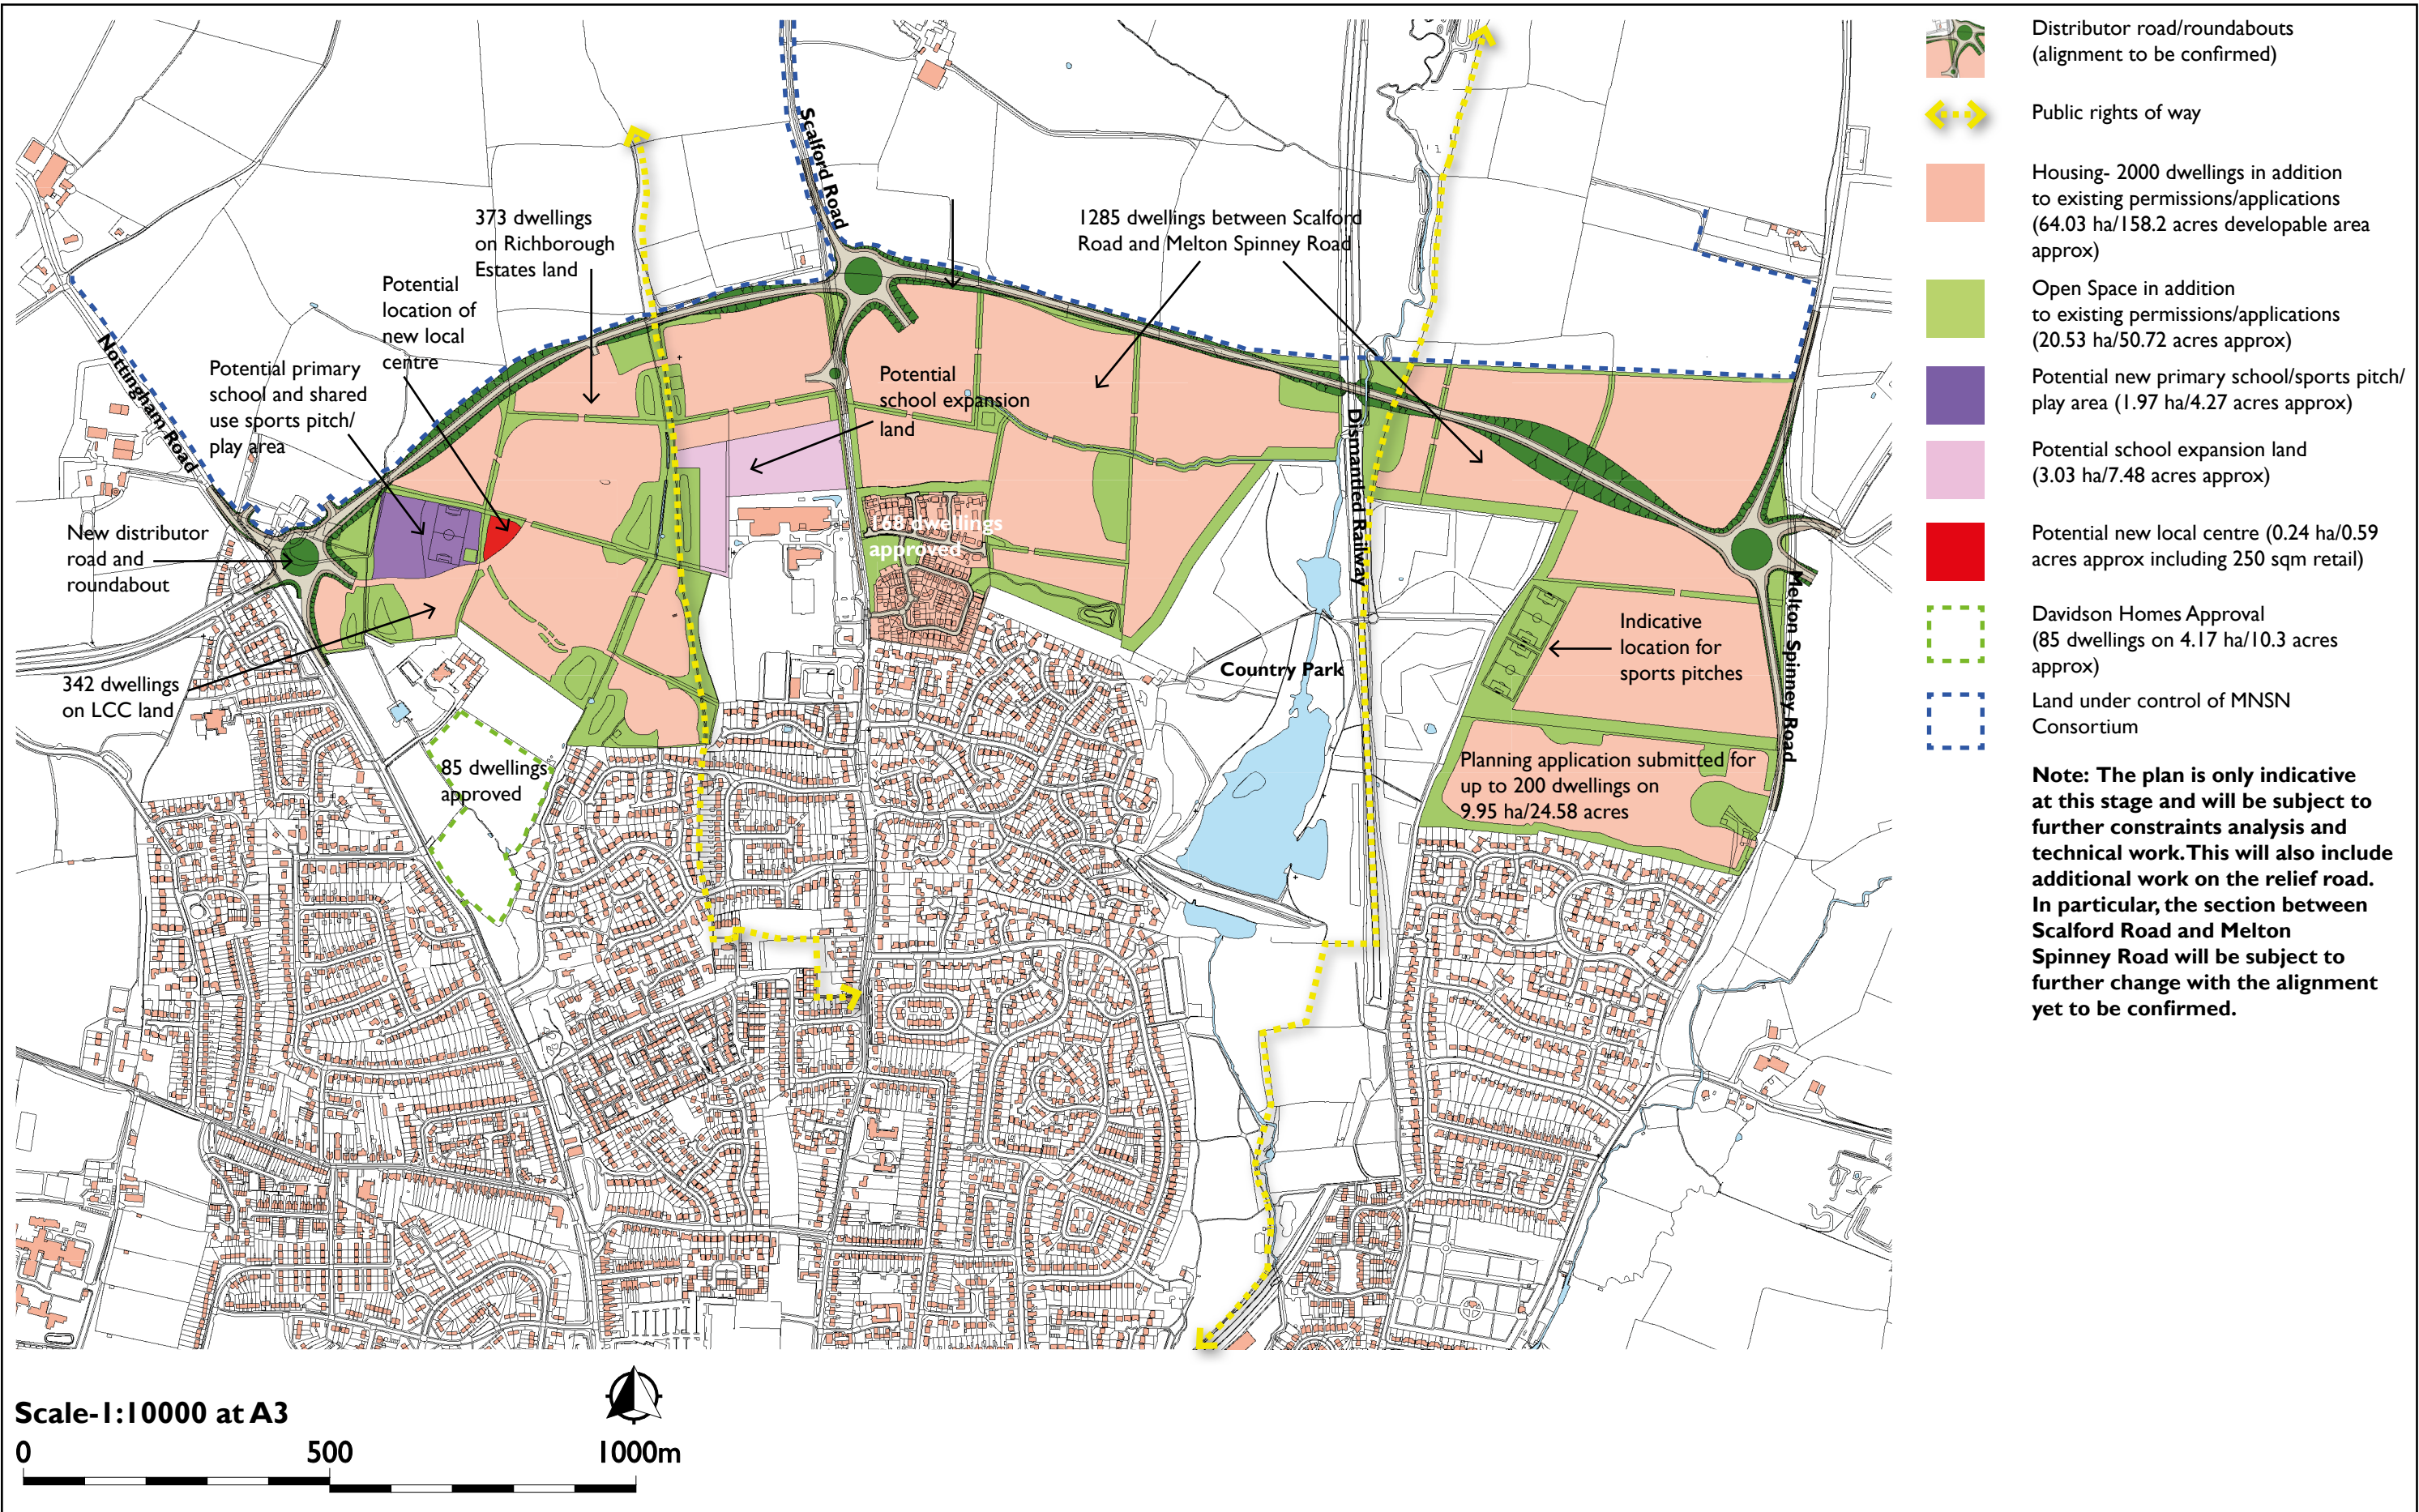 Scalford Road
373 dwellings
on Richborough
Estates land
1285 dwellings between Scalford
Road and Melton Spinney Road
Potential
location of
new local
centre
Nottingham Road
Potential primary
school and shared
use sports pitch/
play area
Potential
school expansion
land
Dismantled Railway
New distributor
road and
roundabout
168 dwellings
approved
Melton Spinney Road
Indicative
location for
sports pitches
Country Park
342 dwellings
on LCC land
85 dwellings
approved
Planning application submitted for
up to 200 dwellings on
9.95 ha/24.58 acres
Distributor road/roundabouts
(alignment to be confirmed)
Public rights of way
Housing- 2000 dwellings in addition
to existing permissions/applications
(64.03 ha/158.2 acres developable area
approx)
Open Space in addition
to existing permissions/applications
(20.53 ha/50.72 acres approx)
Potential new primary school/sports pitch/
play area (1.97 ha/4.27 acres approx)
Potential school expansion land
(3.03 ha/7.48 acres approx)
Potential new local centre (0.24 ha/0.59
acres approx including 250 sqm retail)
Davidson Homes Approval
(85 dwellings on 4.17 ha/10.3 acres
approx)
Land under control of MNSN
Consortium
Note: The plan is only indicative
at this stage and will be subject to
further constraints analysis and
technical work. This will also include
additional work on the relief road.
In particular, the section between
Scalford Road and Melton
Spinney Road will be subject to
further change with the alignment
yet to be confirmed.
Scale-1:10000 at A3
0 500 1000m